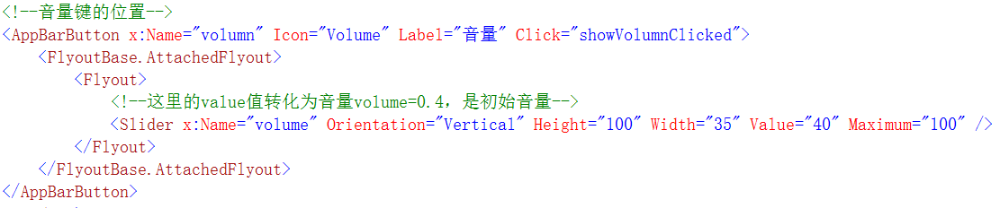 <!--音量键的位置-->
<AppBarButton x:Name="volumn" Icon="Volume" Label="音量" Click="showVolumnClicked">
    <FlyoutBase.AttachedFlyout>
        <Flyout>
            <!--这里的value值转化为音量volume=0.4，是初始音量-->
            <Slider x:Name="volume" Orientation="Vertical" Height="100" Width="35" Value="40" Maximum="100" />
        </Flyout>
    </FlyoutBase.AttachedFlyout>
</AppBarButton>